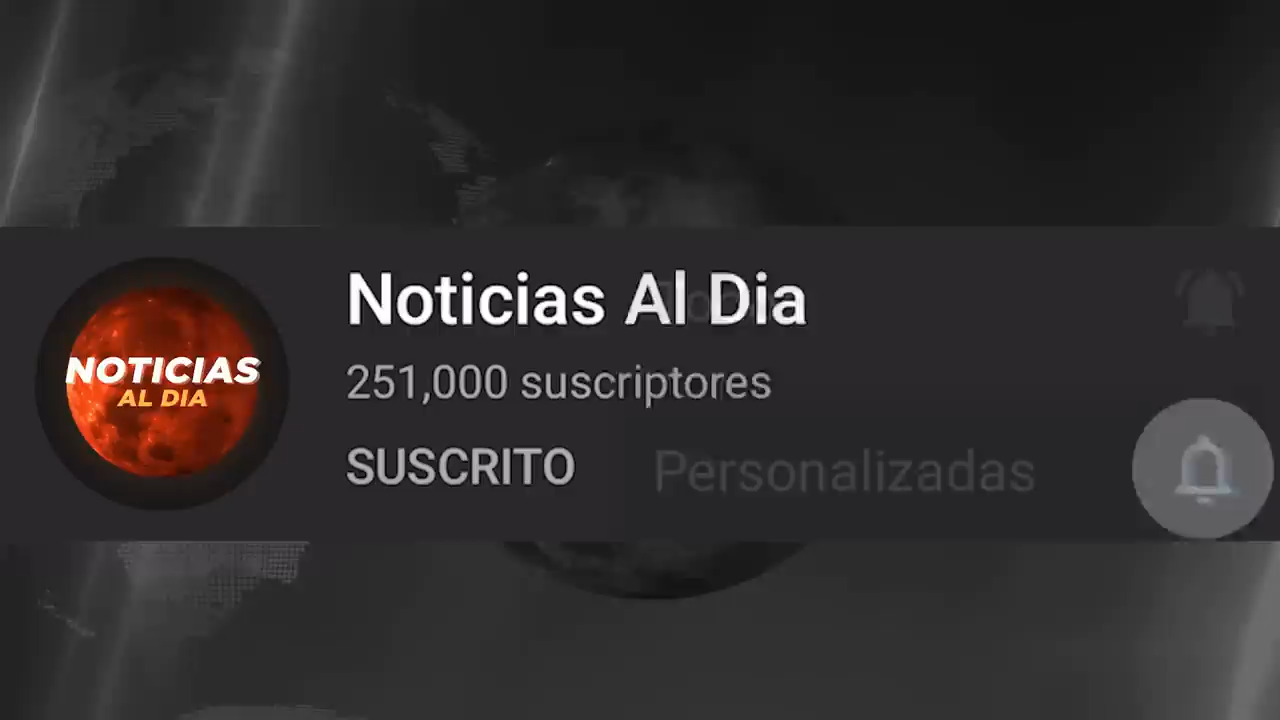 NOTICIAS
AL DIA
Noticias Al Dia
251,000 suscriptores
SUSCRITO
Personalizadas